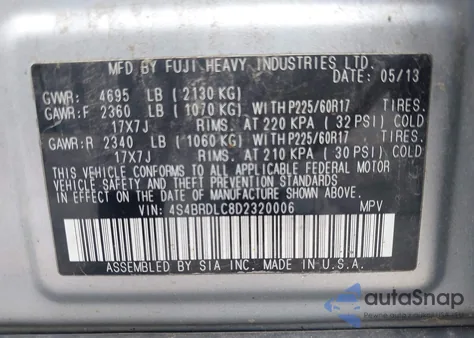 MFD BY FUJI HEAVY INDUSTRIES LTD.
DATE: 05/13
GVWR: 4695 LB (2130 KG)
GAWR:F 2360 LB (1070 KG) WITH P225/60R17 TIRES.
17X7J RIMS. AT 220 KPA (32 PSI) COLD
GAWR:R 2340 LB (1060 KG) WITH P225/60R17 TIRES.
17X7J RIMS. AT 210 KPA (30 PSI) COLD
THIS VEHICLE CONFORMS TO ALL APPLICABLE FEDERAL MOTOR
VEHICLE SAFETY STANDARDS IN EFFECT
ON THE DATE OF MANUFACTURE SHOWN ABOVE.
VIN: 4S4BRDLC8D2320006 MPV
ASSEMBLED BY SIA INC. MADE IN U.S.A.
autoSnap